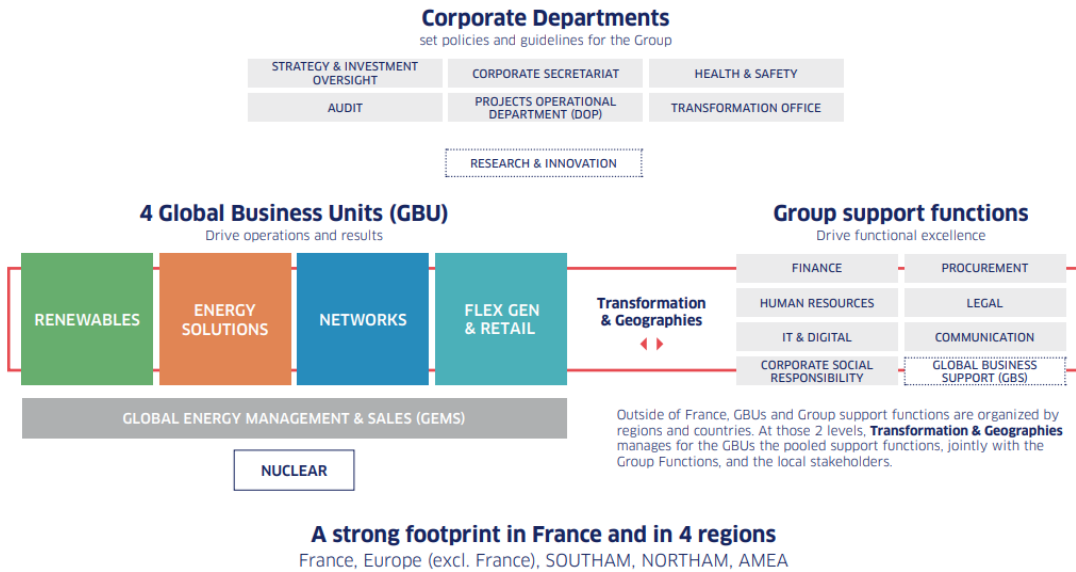 Corporate Departments
set policies and guidelines for the Group
STRATEGY & INVESTMENT
OVERSIGHT
CORPORATE SECRETARIAT
HEALTH & SAFETY
AUDIT
PROJECTS OPERATIONAL
DEPARTMENT (DOP)
TRANSFORMATION OFFICE
RESEARCH & INNOVATION
4 Global Business Units (GBU)
Drive operations and results
RENEWABLES
ENERGY
SOLUTIONS
NETWORKS
FLEX GEN
& RETAIL
GLOBAL ENERGY MANAGEMENT & SALES (GEMS)
NUCLEAR
Transformation
& Geographies
Group support functions
Drive functional excellence
FINANCE
PROCUREMENT
HUMAN RESOURCES
LEGAL
IT & DIGITAL
COMMUNICATION
CORPORATE SOCIAL
RESPONSIBILITY
GLOBAL BUSINESS
SUPPORT (GBS)
Outside of France, GBUs and Group support functions are organized by
regions and countries. At those 2 levels, Transformation & Geographies
manages for the GBUs the pooled support functions, jointly with the
Group Functions, and the local stakeholders.
A strong footprint in France and in 4 regions
France, Europe (excl. France), SOUTHAM, NORTHAM, AMEA